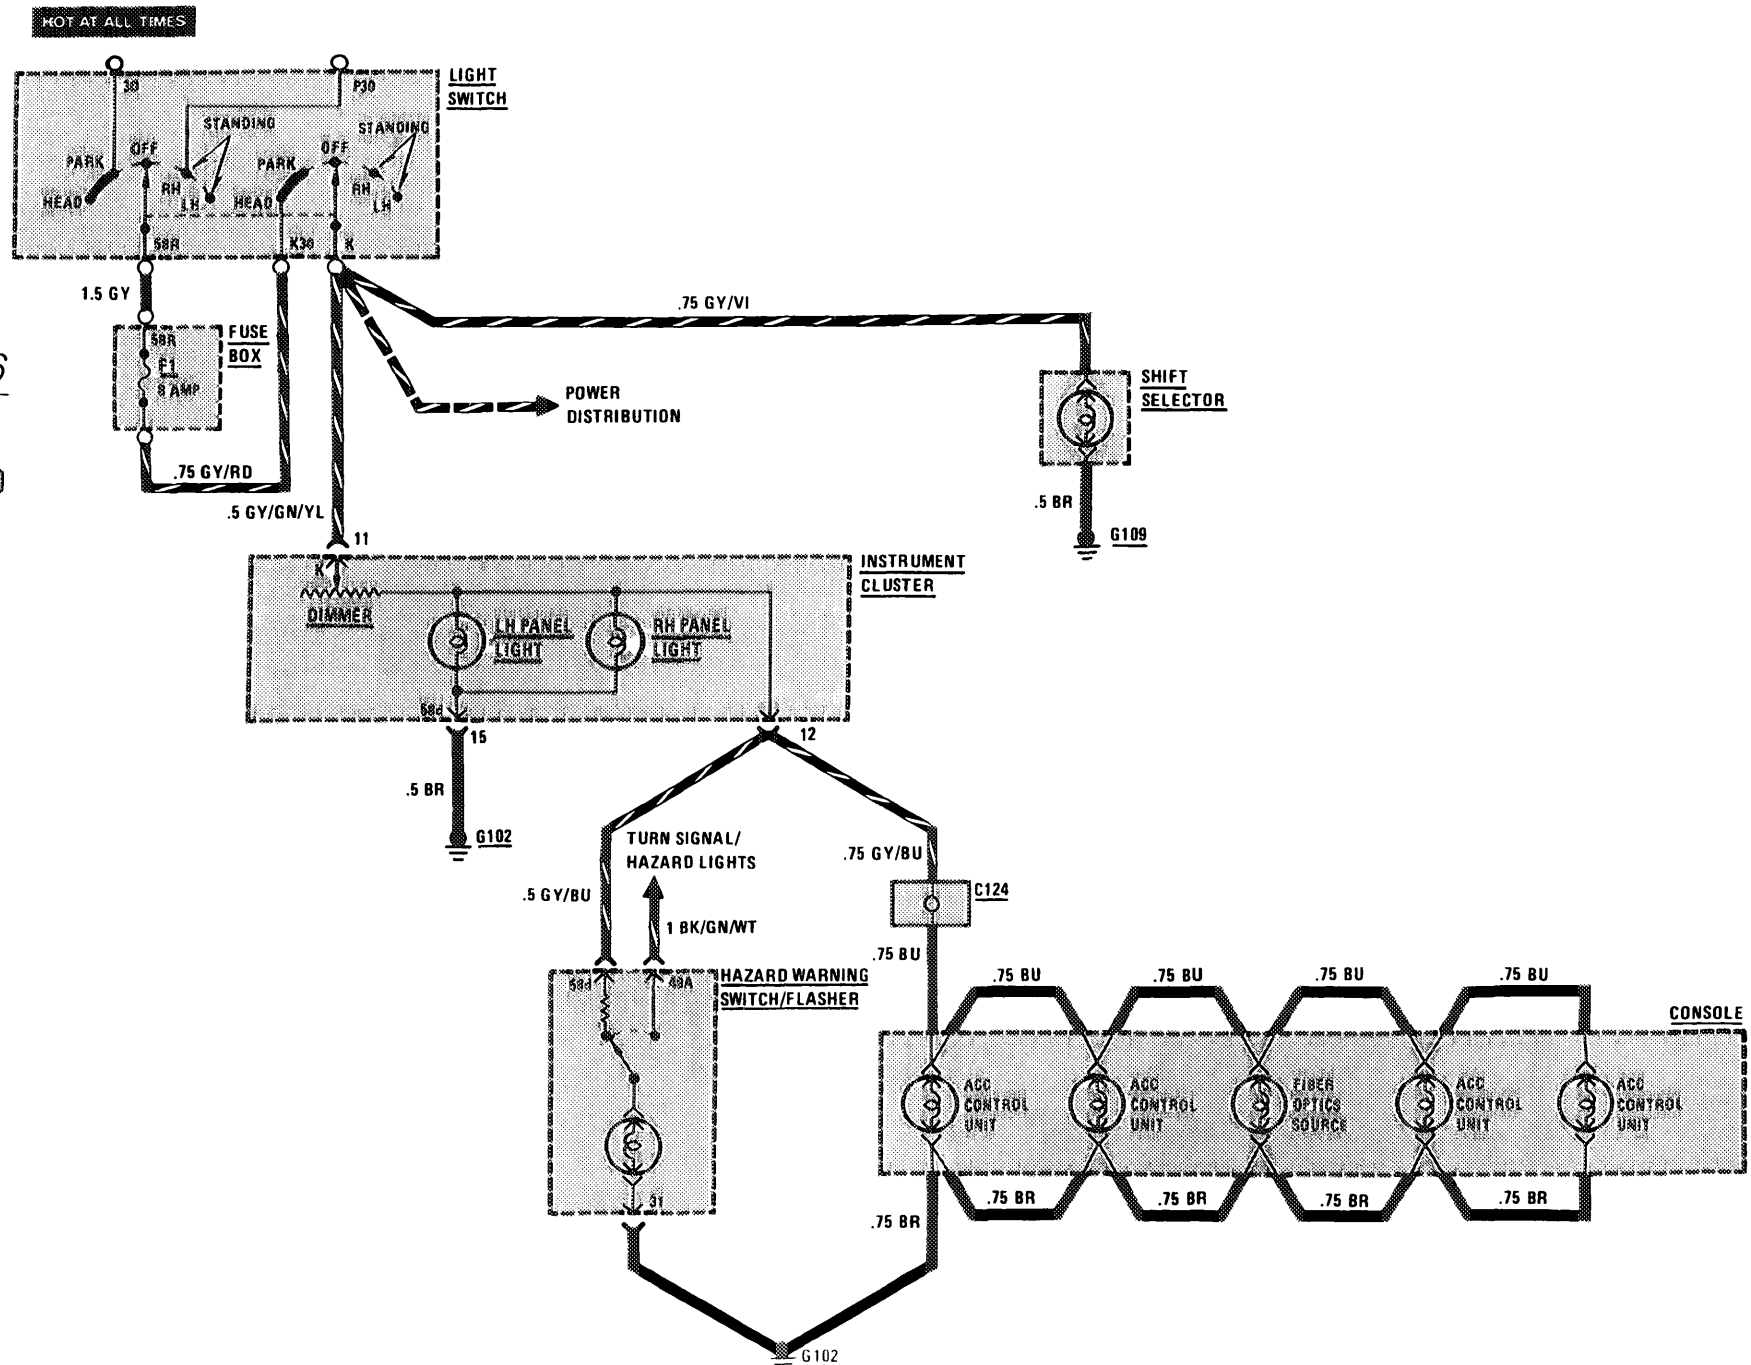 HOT AT ALL TIMES
30
P30
LIGHT
SWITCH
STANDING
STANDING
OFF
OFF
PARK
PARK
RH
RH
HEAD
LH
HEAD
LH
58R
K30
K
1.5 GY
.75 GY/VI
58R
F1
8 AMP
FUSE
BOX
POWER
DISTRIBUTION
SHIFT
SELECTOR
.75 GY/RD
.5 GY/GN/YL
.5 BR
G109
11
K
DIMMER
LH PANEL
LIGHT
RH PANEL
LIGHT
INSTRUMENT
CLUSTER
58d
15
12
.5 BR
G102
TURN SIGNAL/
HAZARD LIGHTS
.75 GY/BU
.5 GY/BU
C124
1 BK/GN/WT
.75 BU
58d
49A
HAZARD WARNING
SWITCH/FLASHER
.75 BU
.75 BU
.75 BU
.75 BU
CONSOLE
ACC
CONTROL
UNIT
ACC
CONTROL
UNIT
FIBER
OPTICS
SOURCE
ACC
CONTROL
UNIT
ACC
CONTROL
UNIT
31
.75 BR
.75 BR
.75 BR
.75 BR
.75 BR
G102